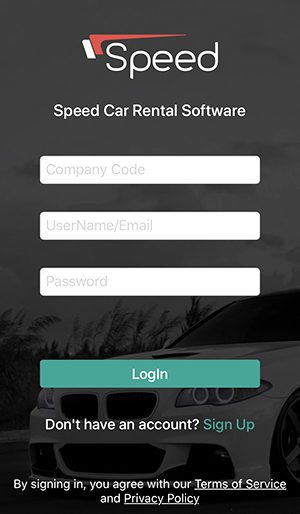 Speed
Speed Car Rental Software
Company Code
UserName/Email
Password
LogIn
Don't have an account? Sign Up
By signing in, you agree with our Terms of Service
and Privacy Policy